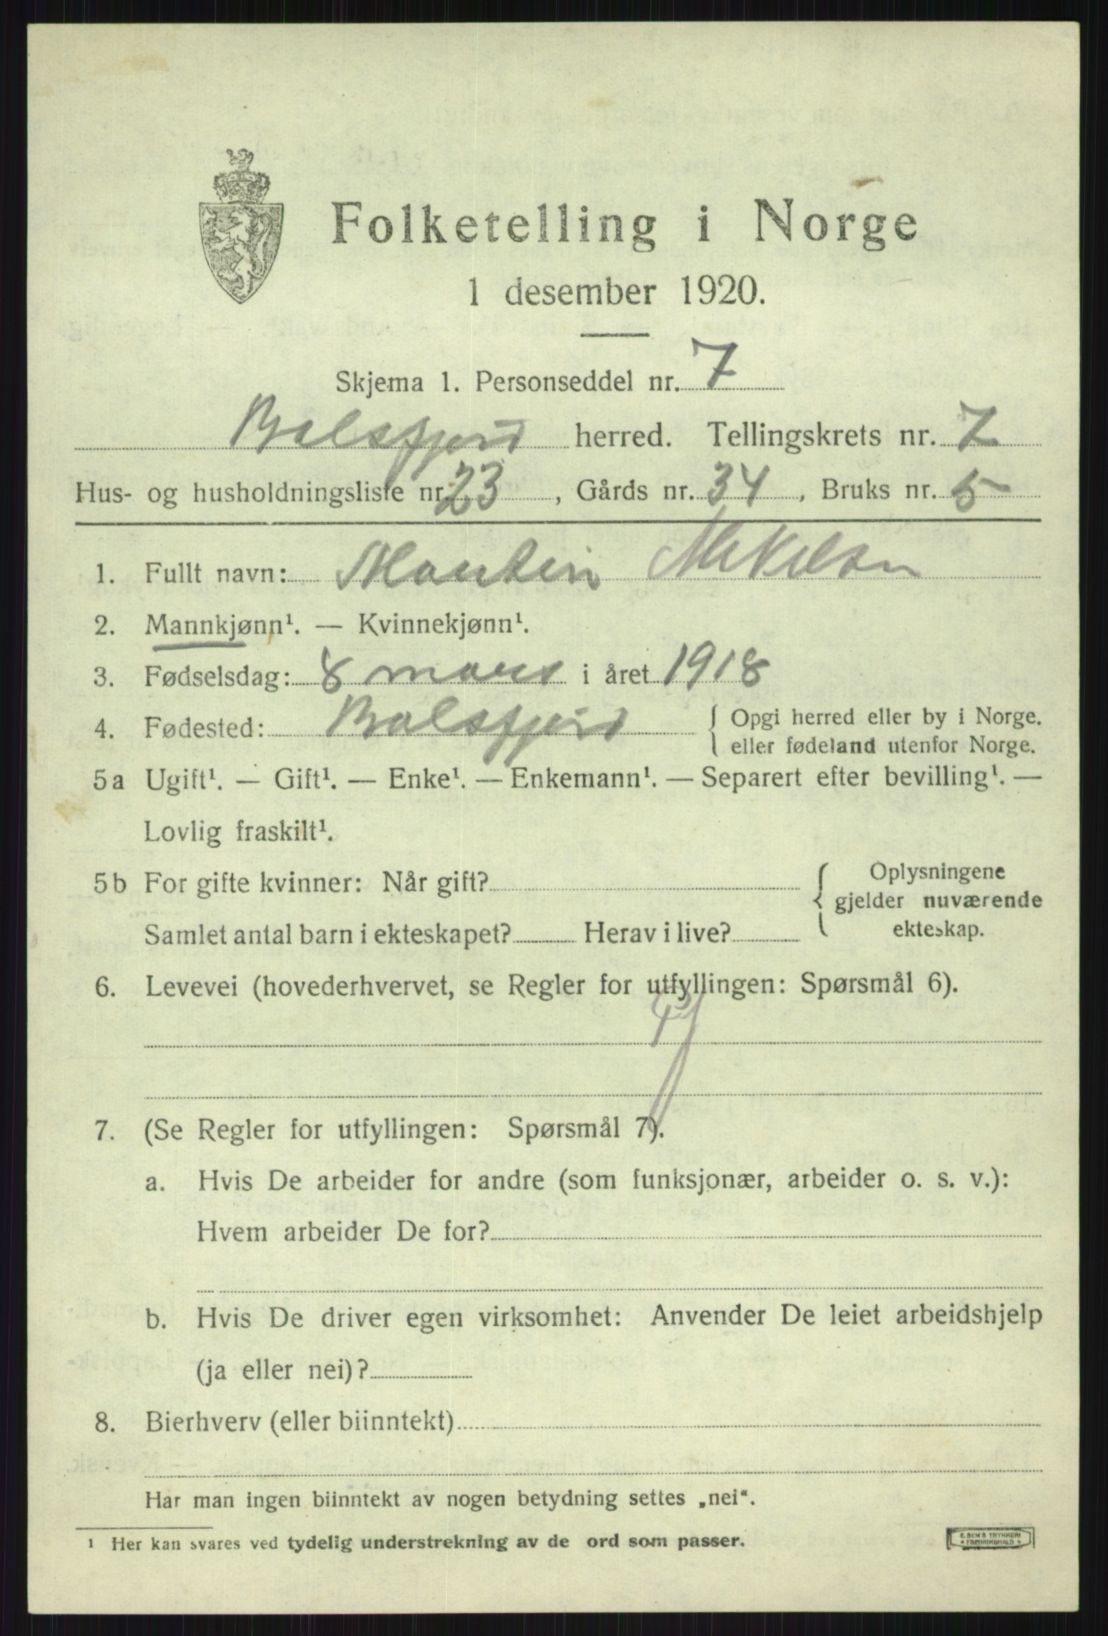 Folketelling i Norge
1 desember 1920.
Skjema 1. Personseddel nr. 7
Balsfjord herred. Tellingskrets nr. 7
Hus- og husholdningsliste nr. 23, Gårds nr. 34, Bruks nr. 5
1. Fullt navn: Martin Mikelsen
2. Mannkjønn¹. — Kvinnekjønn¹.
3. Fødselsdag: 8 mars i året 1918
4. Fødested: Balsfjord { Opgi herred eller by i Norge.
eller fødeland utenfor Norge.
5a Ugift¹. — Gift¹. — Enke¹. — Enkemann¹. — Separert efter bevilling¹. —
Lovlig fraskilt¹.
5b For gifte kvinner: Når gift? { Oplysningene
gjelder nuværende
Samlet antal barn i ekteskapet? Herav i live? ekteskap.
6. Levevei (hovederhvervet, se Regler for utfyllingen: Spørsmål 6).
7. (Se Regler for utfyllingen: Spørsmål 7).
a. Hvis De arbeider for andre (som funksjonær, arbeider o. s. v.):
Hvem arbeider De for?
b. Hvis De driver egen virksomhet: Anvender De leiet arbeidshjelp
(ja eller nei)?
8. Bierhverv (eller biinntekt)
Har man ingen biinntekt av nogen betydning settes „nei“.
¹ Her kan svares ved tydelig understrekning av de ord som passer.